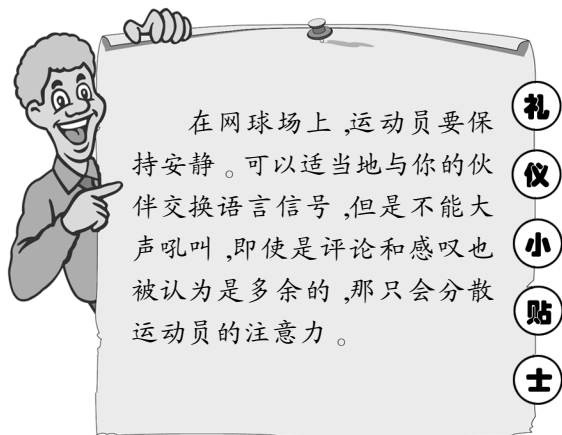 在网球场上,运动员要保
持安静。可以适当地与你的伙
伴交换语言信号,但是不能大
声吼叫,即使是评论和感叹也
被认为是多余的,那只会分散
运动员的注意力。
礼
仪
小
贴
士